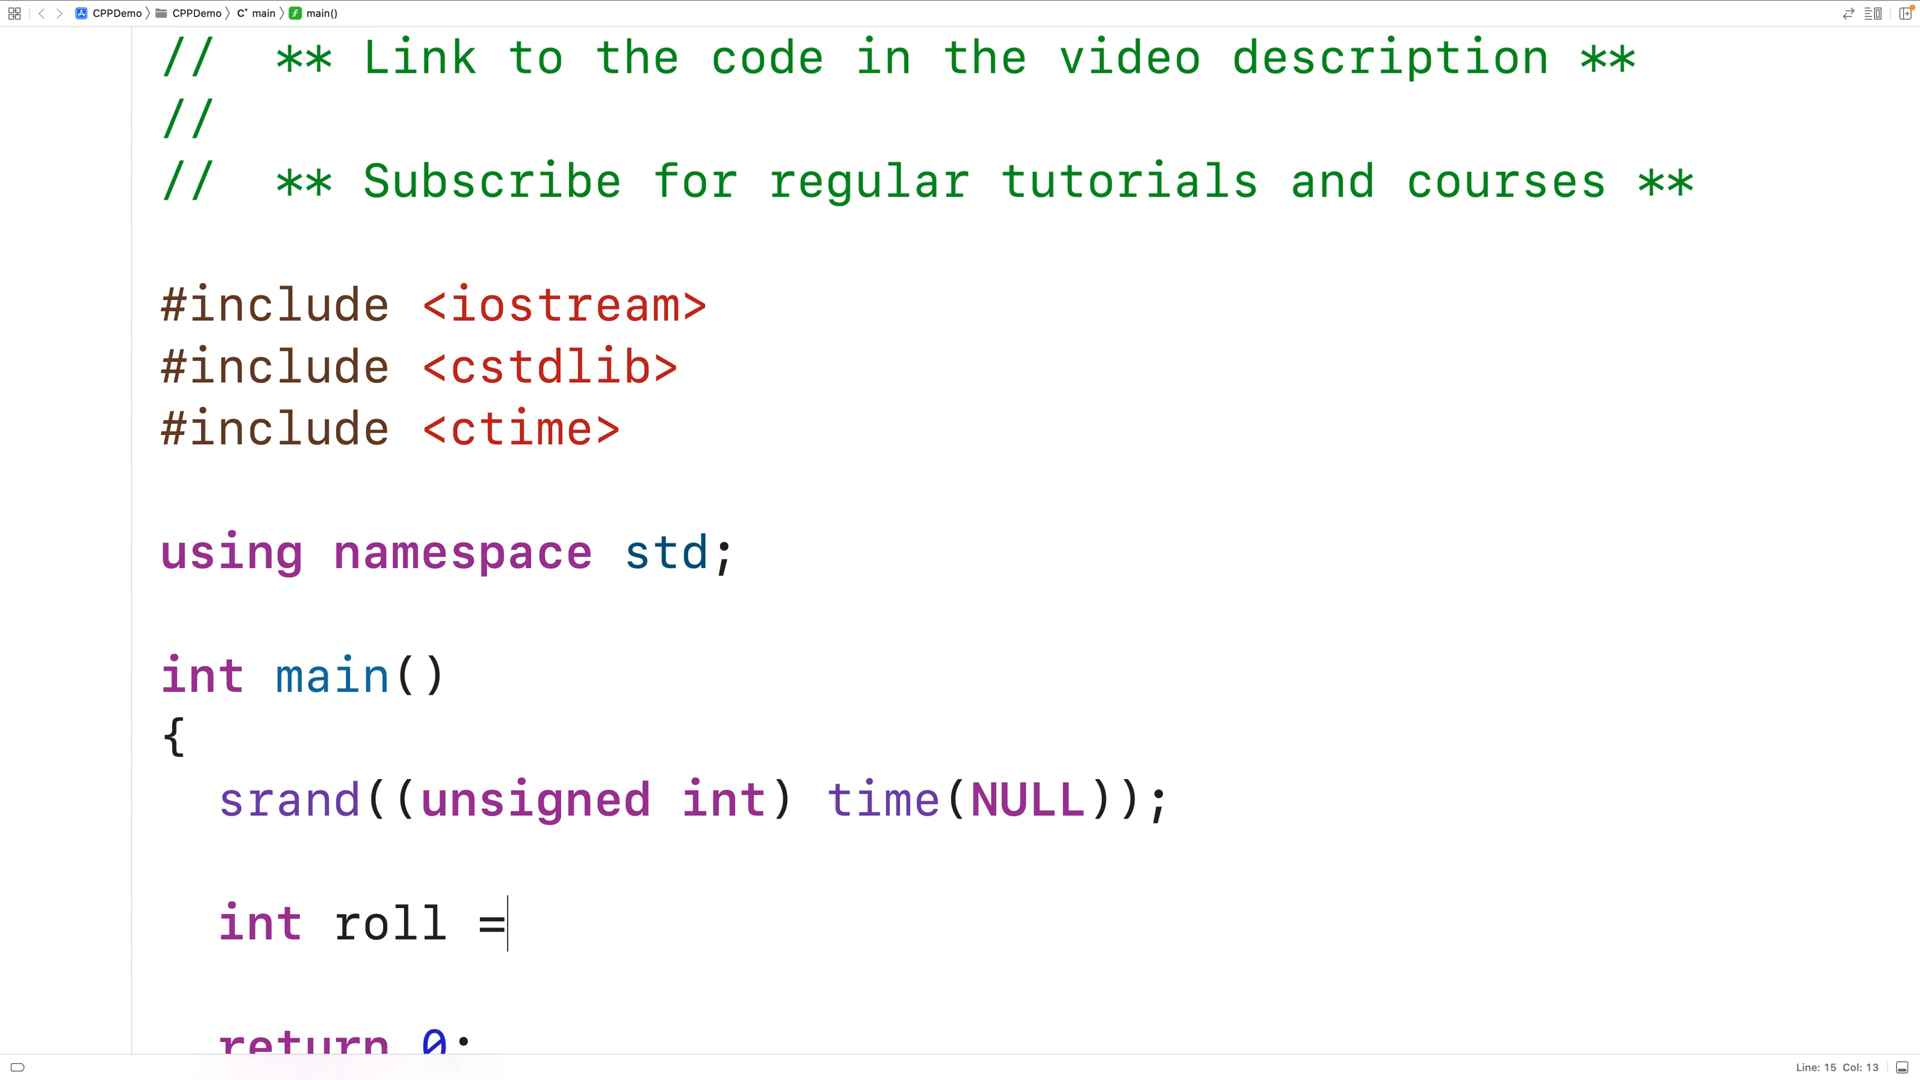 CPPDemo 〉 CPPDemo 〉 C+ main 〉 f main()
//  ** Link to the code in the video description **
//
//  ** Subscribe for regular tutorials and courses **
#include <iostream>
#include <cstdlib>
#include <ctime>
using namespace std;
int main()
{
  srand((unsigned int) time(NULL));
  int roll =
  return 0;
Line: 15 Col: 13